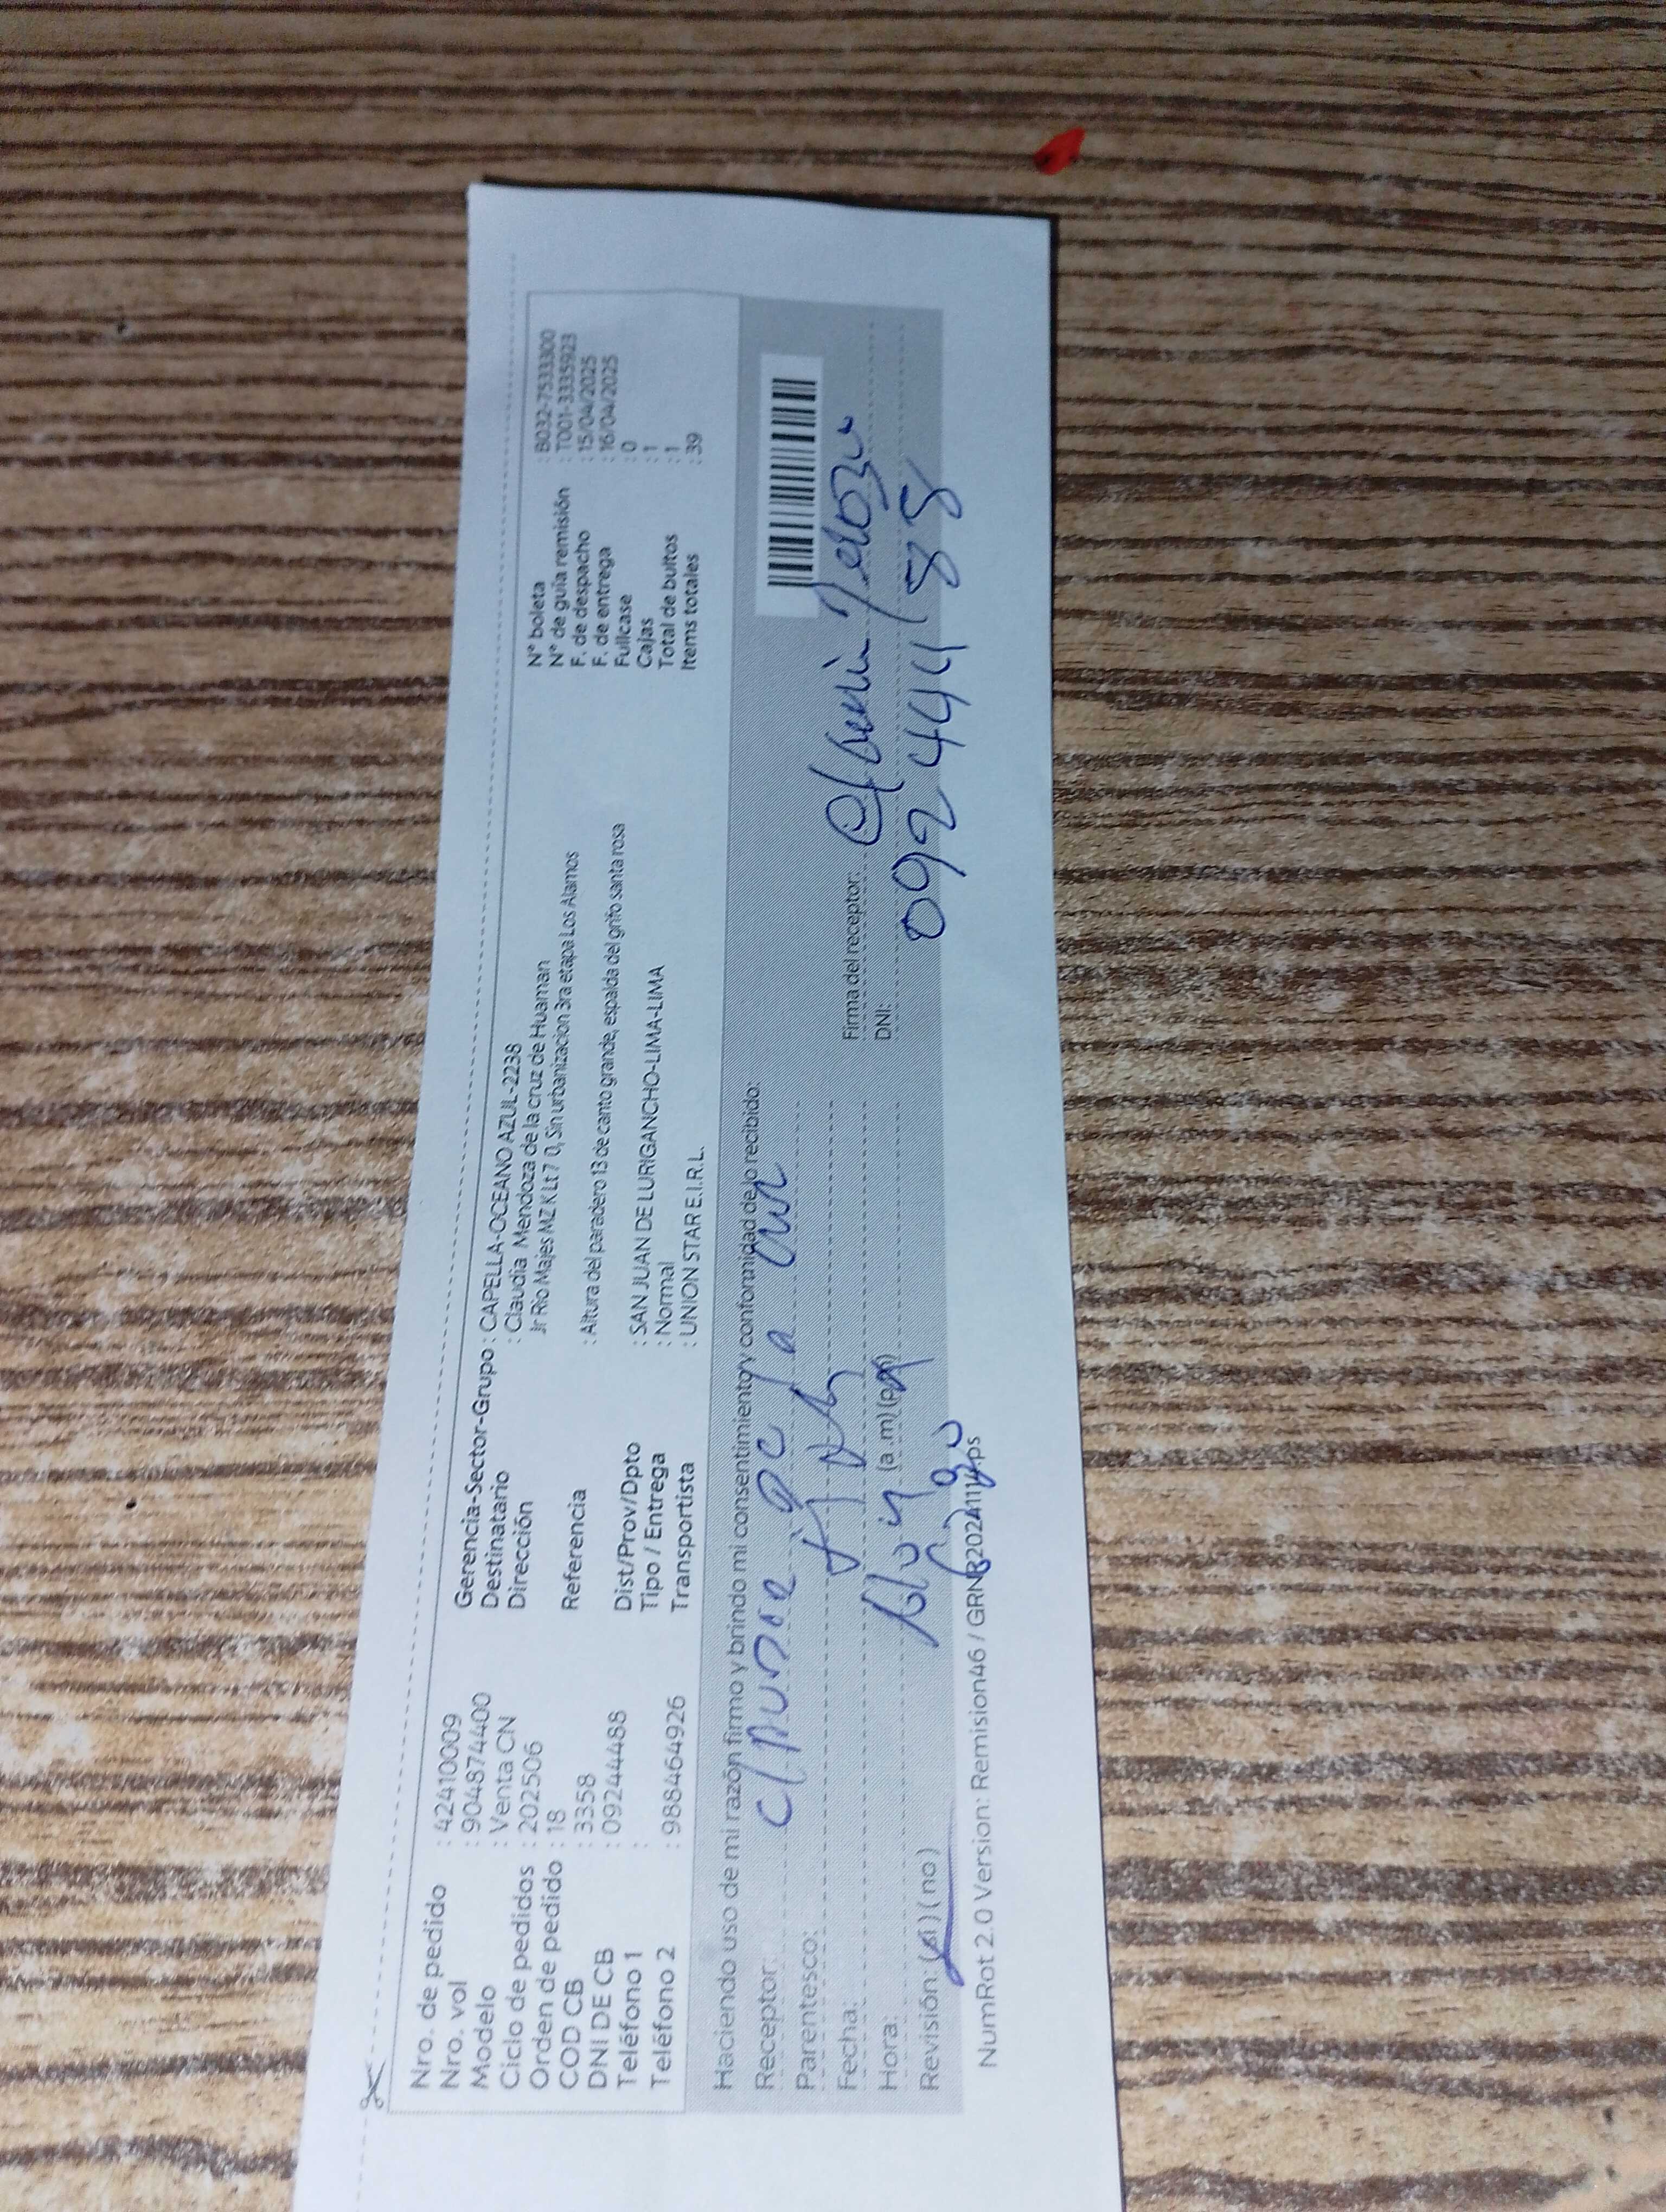 Nro. de pedido : 42410009
Nro. vol : 904874400
Modelo : Venta CN
Ciclo de pedidos : 202506
Orden de pedido : 18
COD CB : 3358
DNI DE CB : 09244488
Teléfono 1 :
Teléfono 2 : 988464926
Gerencia-Sector-Grupo : CAPELLA-OCEANO AZUL-2238
Destinatario : Claudia Mendoza de la cruz de Huaman
Dirección Jr Rio Majes MZ K Lt 7 0, Sin urbanizacion 3ra etapa Los Alamos
Referencia : Altura del paradero 13 de canto grande, espalda del grifo santa rosa
Dist/Prov/Dpto : SAN JUAN DE LURIGANCHO-LIMA-LIMA
Tipo / Entrega : Normal
Transportista : UNION STAR E.I.R.L.
N° boleta : B032-7533300
N° de guía remisión : T001-3335923
F. de despacho : 15/04/2025
F. de entrega : 16/04/2025
Fullcase : 0
Cajas : 1
Total de bultos : 1
Items totales : 39
Haciendo uso de mi razón firmo y brindo mi consentimiento y conformidad de lo recibido:
Receptor:
Parentesco:
Fecha:
Hora: (a.m) (p.m)
Revisión: (si) (no)
Firma del receptor:
DNI: 09244488
NumRot 2.0 Version: Remision46 / GRNR20241114ps